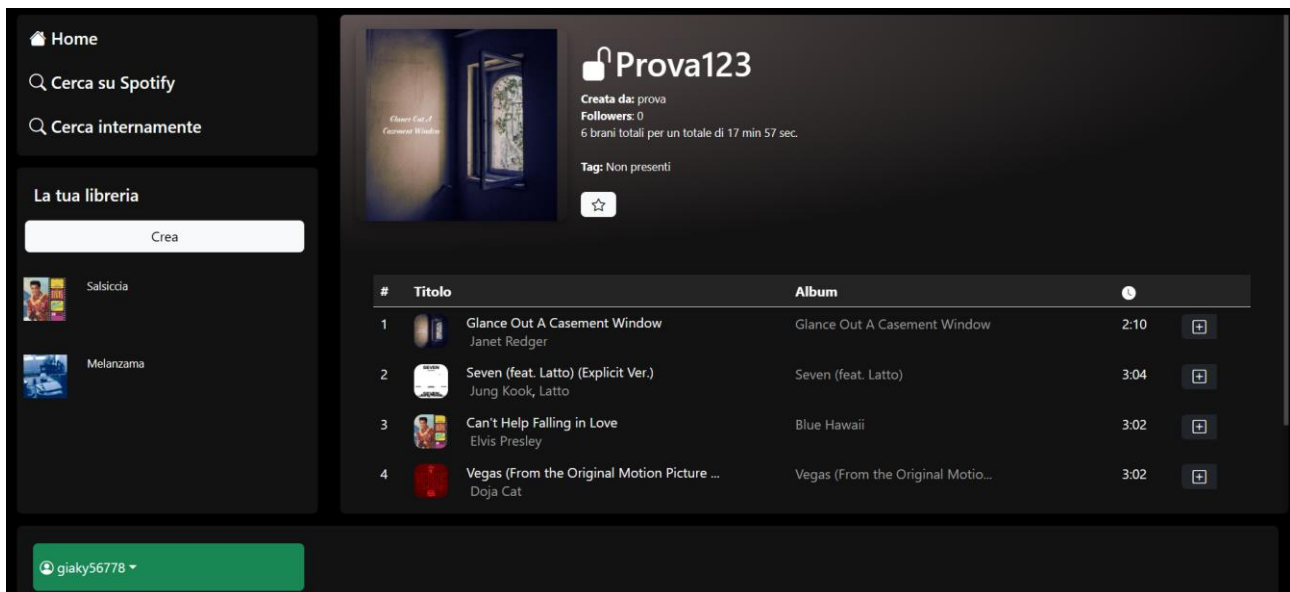 Home
Cerca su Spotify
Cerca internamente
La tua libreria
Crea
Salsiccia
Melanzama
Glance Out A
Casement Window
Prova123
Creata da: prova
Followers: 0
6 brani totali per un totale di 17 min 57 sec.
Tag: Non presenti
# Titolo Album
1 Glance Out A Casement Window Glance Out A Casement Window 2:10
Janet Redger
2 Seven (feat. Latto) (Explicit Ver.) Seven (feat. Latto) 3:04
Jung Kook, Latto
3 Can't Help Falling in Love Blue Hawaii 3:02
Elvis Presley
4 Vegas (From the Original Motion Picture ... Vegas (From the Original Motio... 3:02
Doja Cat
giaky56778